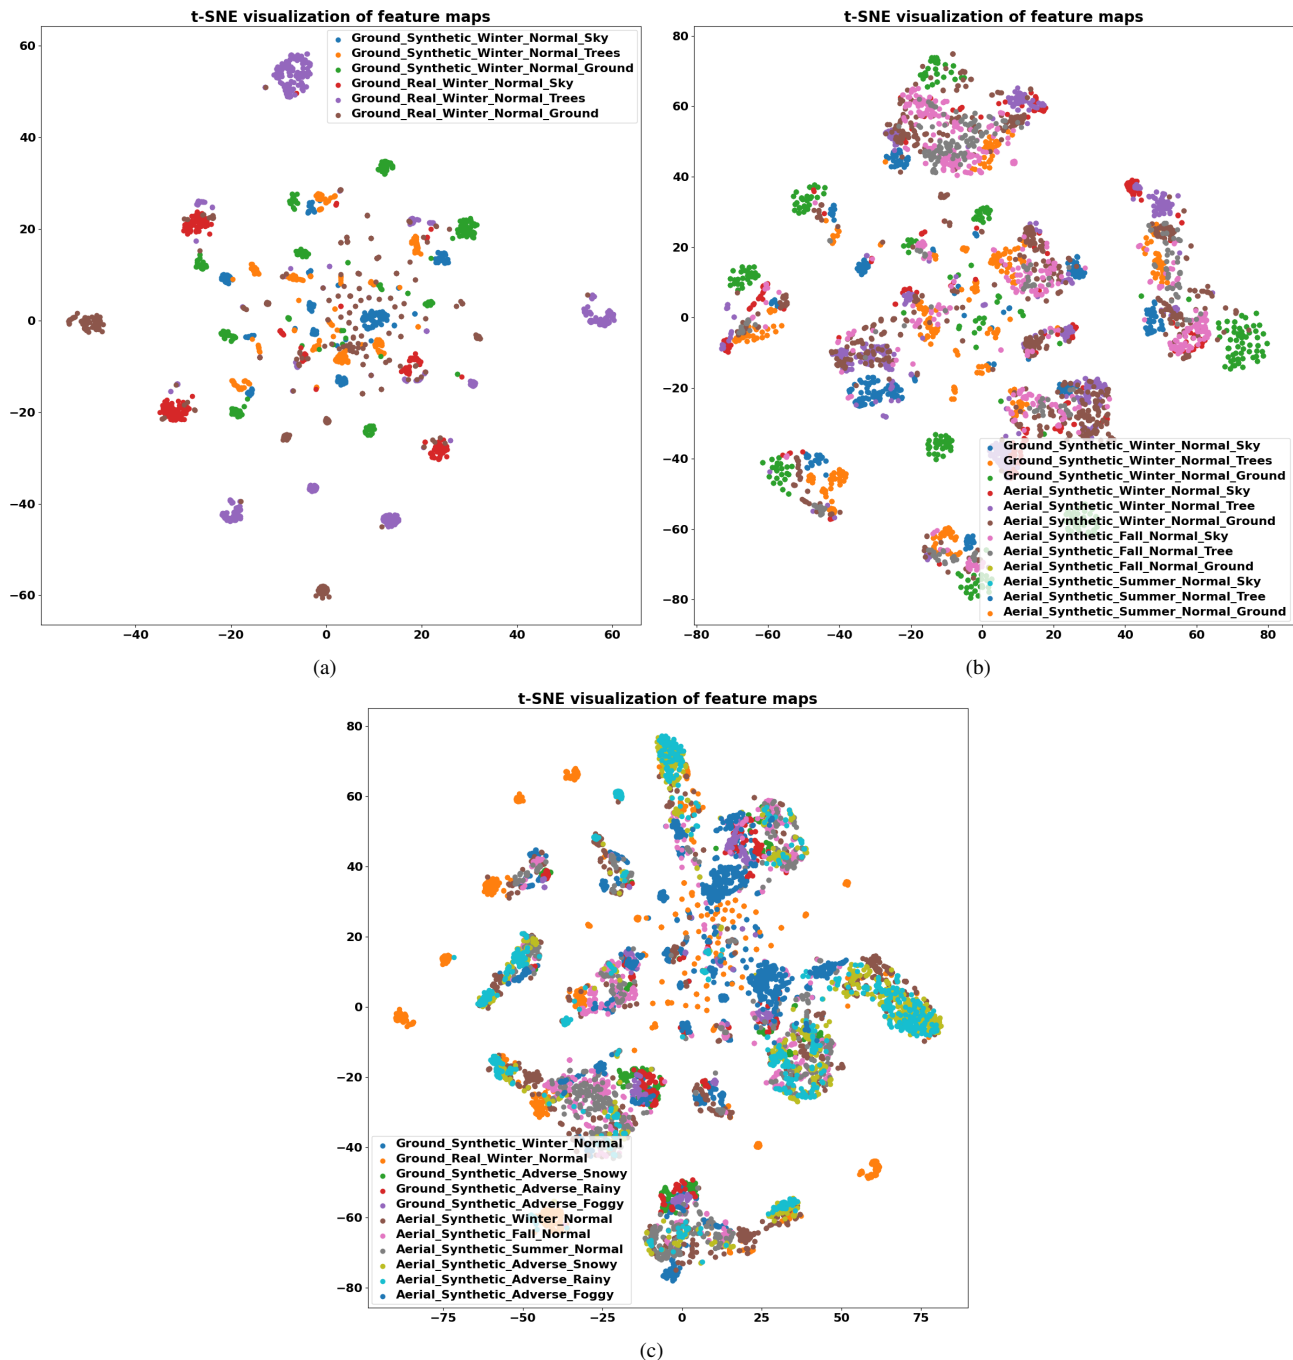 t-SNE visualization of feature maps
Ground_Synthetic_Winter_Normal_Sky
Ground_Synthetic_Winter_Normal_Trees
Ground_Synthetic_Winter_Normal_Ground
Ground_Real_Winter_Normal_Sky
Ground_Real_Winter_Normal_Trees
Ground_Real_Winter_Normal_Ground
60
40
20
0
−20
−40
−60
−40 −20 0 20 40 60
(a)
t-SNE visualization of feature maps
80
60
40
20
0
−20
−40
−60
−80
Ground_Synthetic_Winter_Normal_Sky
Ground_Synthetic_Winter_Normal_Trees
Ground_Synthetic_Winter_Normal_Ground
Aerial_Synthetic_Winter_Normal_Sky
Aerial_Synthetic_Winter_Normal_Tree
Aerial_Synthetic_Winter_Normal_Ground
Aerial_Synthetic_Fall_Normal_Sky
Aerial_Synthetic_Fall_Normal_Tree
Aerial_Synthetic_Fall_Normal_Ground
Aerial_Synthetic_Summer_Normal_Sky
Aerial_Synthetic_Summer_Normal_Tree
Aerial_Synthetic_Summer_Normal_Ground
−80 −60 −40 −20 0 20 40 60 80
(b)
t-SNE visualization of feature maps
80
60
40
20
0
−20
−40
−60
−80
Ground_Synthetic_Winter_Normal
Ground_Real_Winter_Normal
Ground_Synthetic_Adverse_Snowy
Ground_Synthetic_Adverse_Rainy
Ground_Synthetic_Adverse_Foggy
Aerial_Synthetic_Winter_Normal
Aerial_Synthetic_Fall_Normal
Aerial_Synthetic_Summer_Normal
Aerial_Synthetic_Adverse_Snowy
Aerial_Synthetic_Adverse_Rainy
Aerial_Synthetic_Adverse_Foggy
−75 −50 −25 0 25 50 75
(c)